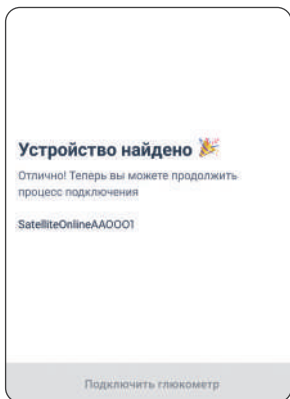 Устройство найдено 🎉
Отлично! Теперь вы можете продолжить
процесс подключения
SatelliteOnlineAA0001
Подключить глюкометр